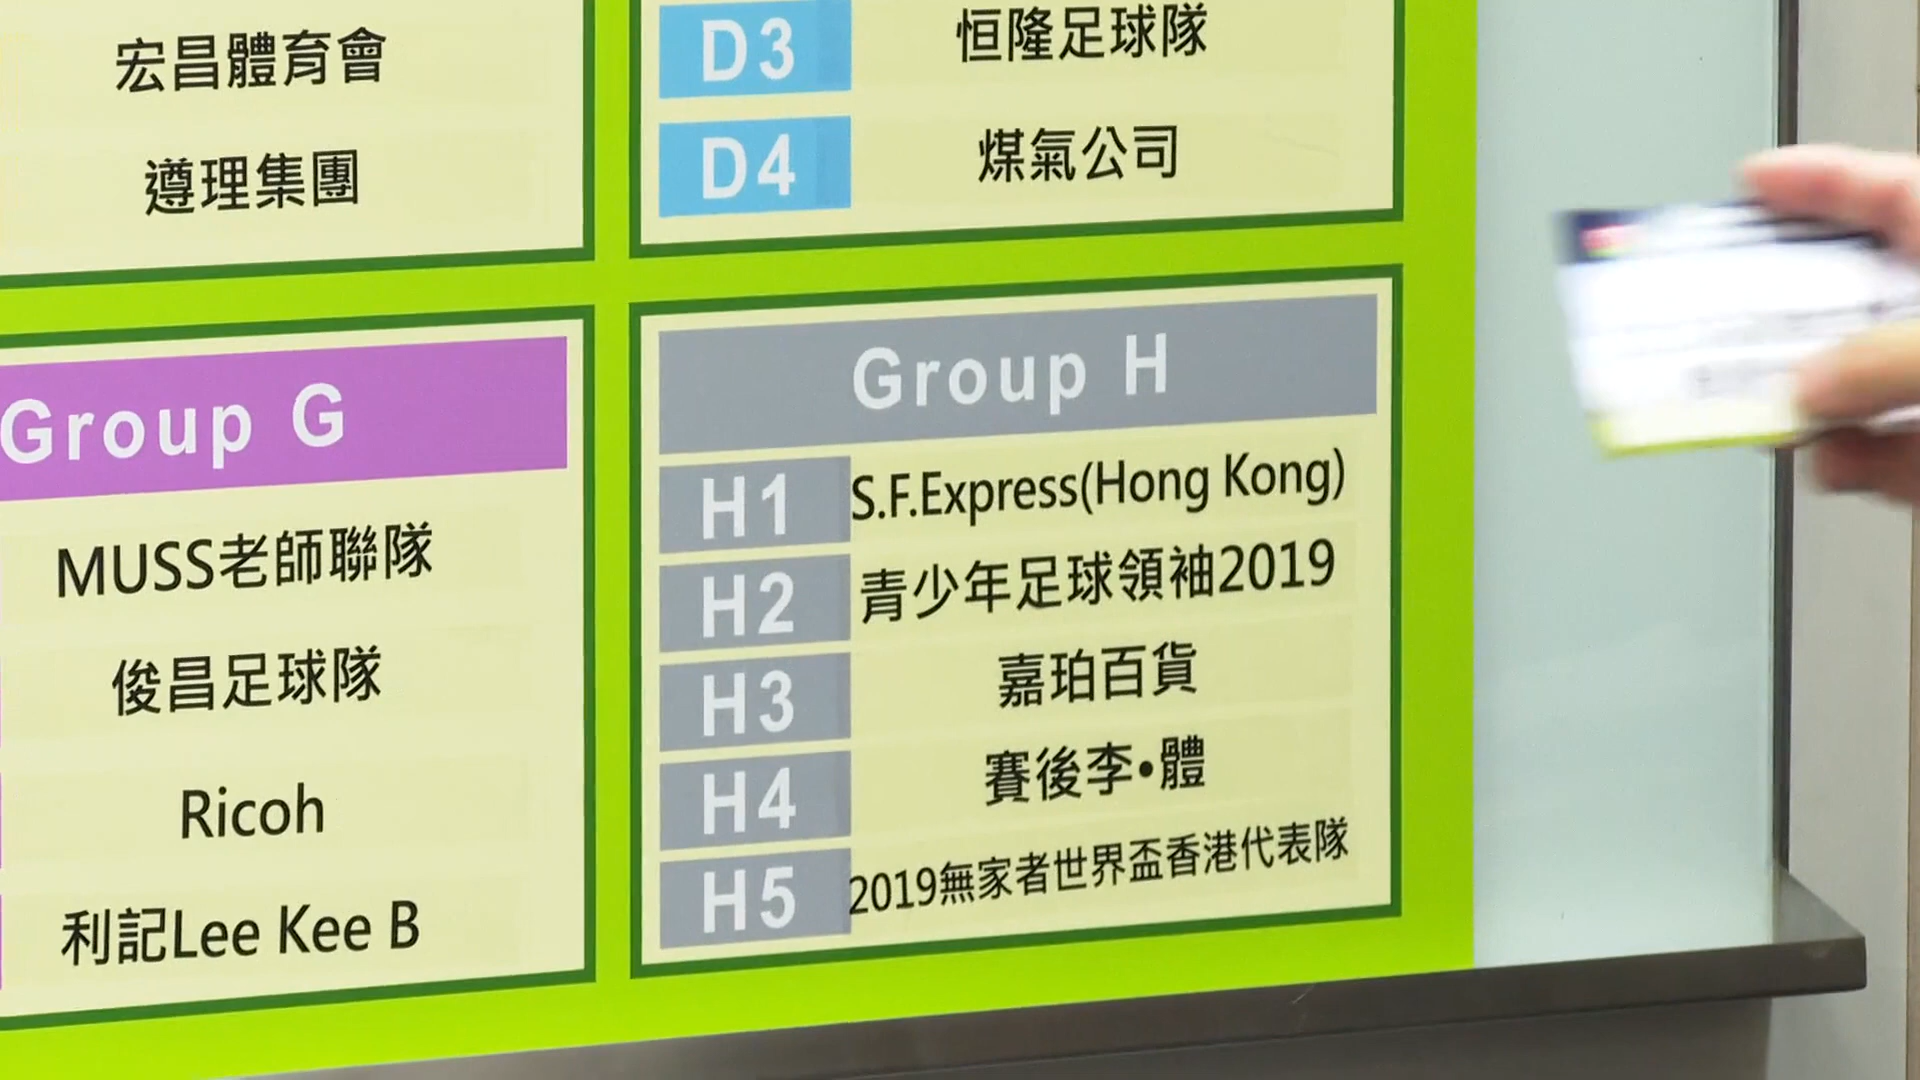 宏昌體育會
遵理集團
D3 恒隆足球隊
D4 煤氣公司
Group G
MUSS老師聯隊
俊昌足球隊
Ricoh
利記Lee Kee B
Group H
H1 S.F.Express(Hong Kong)
H2 青少年足球領袖2019
H3 嘉珀百貨
H4 賽後李•體
H5 2019無家者世界盃香港代表隊